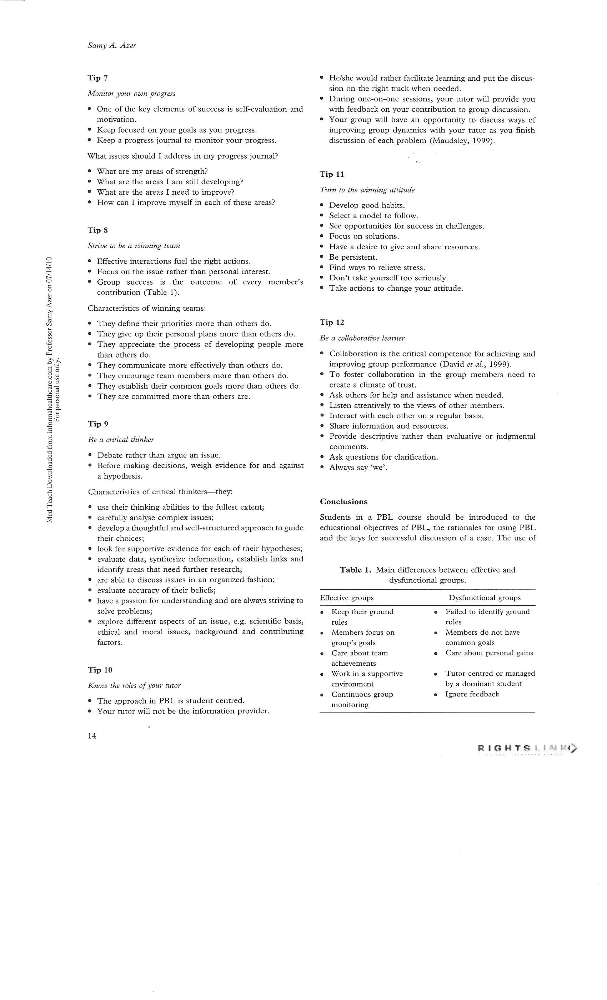 Samy A. Azer
Tip 7
Monitor your own progress
• One of the key elements of success is self-evaluation and
motivation.
• Keep focused on your goals as you progress.
• Keep a progress journal to monitor your progress.
What issues should I address in my progress journal?
• What are my areas of strength?
• What are the areas I am still developing?
• What are the areas I need to improve?
• How can I improve myself in each of these areas?
Tip 8
Strive to be a winning team
• Effective interactions fuel the right actions.
• Focus on the issue rather than personal interest.
• Group success is the outcome of every member's
contribution (Table 1).
Characteristics of winning teams:
• They define their priorities more than others do.
• They give up their personal plans more than others do.
• They appreciate the process of developing people more
than others do.
• They communicate more effectively than others do.
• They encourage team members more than others do.
• They establish their common goals more than others do.
• They are committed more than others are.
Tip 9
Be a critical thinker
• Debate rather than argue an issue.
• Before making decisions, weigh evidence for and against
a hypothesis.
Characteristics of critical thinkers—they:
• use their thinking abilities to the fullest extent;
• carefully analyse complex issues;
• develop a thoughtful and well-structured approach to guide
their choices;
• look for supportive evidence for each of their hypotheses;
• evaluate data, synthesize information, establish links and
identify areas that need further research;
• are able to discuss issues in an organized fashion;
• evaluate accuracy of their beliefs;
• have a passion for understanding and are always striving to
solve problems;
• explore different aspects of an issue, e.g. scientific basis,
ethical and moral issues, background and contributing
factors.
Tip 10
Know the roles of your tutor
• The approach in PBL is student centred.
• Your tutor will not be the information provider.
• He/she would rather facilitate learning and put the discus-
sion on the right track when needed.
• During one-on-one sessions, your tutor will provide you
with feedback on your contribution to group discussion.
• Your group will have an opportunity to discuss ways of
improving group dynamics with your tutor as you finish
discussion of each problem (Maudsley, 1999).
Tip 11
Turn to the winning attitude
• Develop good habits.
• Select a model to follow.
• See opportunities for success in challenges.
• Focus on solutions.
• Have a desire to give and share resources.
• Be persistent.
• Find ways to relieve stress.
• Don't take yourself too seriously.
• Take actions to change your attitude.
Tip 12
Be a collaborative learner
• Collaboration is the critical competence for achieving and
improving group performance (David et al., 1999).
• To foster collaboration in the group members need to
create a climate of trust.
• Ask others for help and assistance when needed.
• Listen attentively to the views of other members.
• Interact with each other on a regular basis.
• Share information and resources.
• Provide descriptive rather than evaluative or judgmental
comments.
• Ask questions for clarification.
• Always say 'we'.
Conclusions
Students in a PBL course should be introduced to the
educational objectives of PBL, the rationales for using PBL
and the keys for successful discussion of a case. The use of
Table 1. Main differences between effective and
dysfunctional groups.
Effective groups Dysfunctional groups
• Keep their ground • Failed to identify ground
rules rules
• Members focus on • Members do not have
group's goals common goals
• Care about team • Care about personal gains
achievements
• Work in a supportive • Tutor-centred or managed
environment by a dominant student
• Continuous group • Ignore feedback
monitoring
14
Med Teach Downloaded from informahealthcare.com by Professor Samy Azer on 07/14/10
For personal use only.
RIGHTSLINK